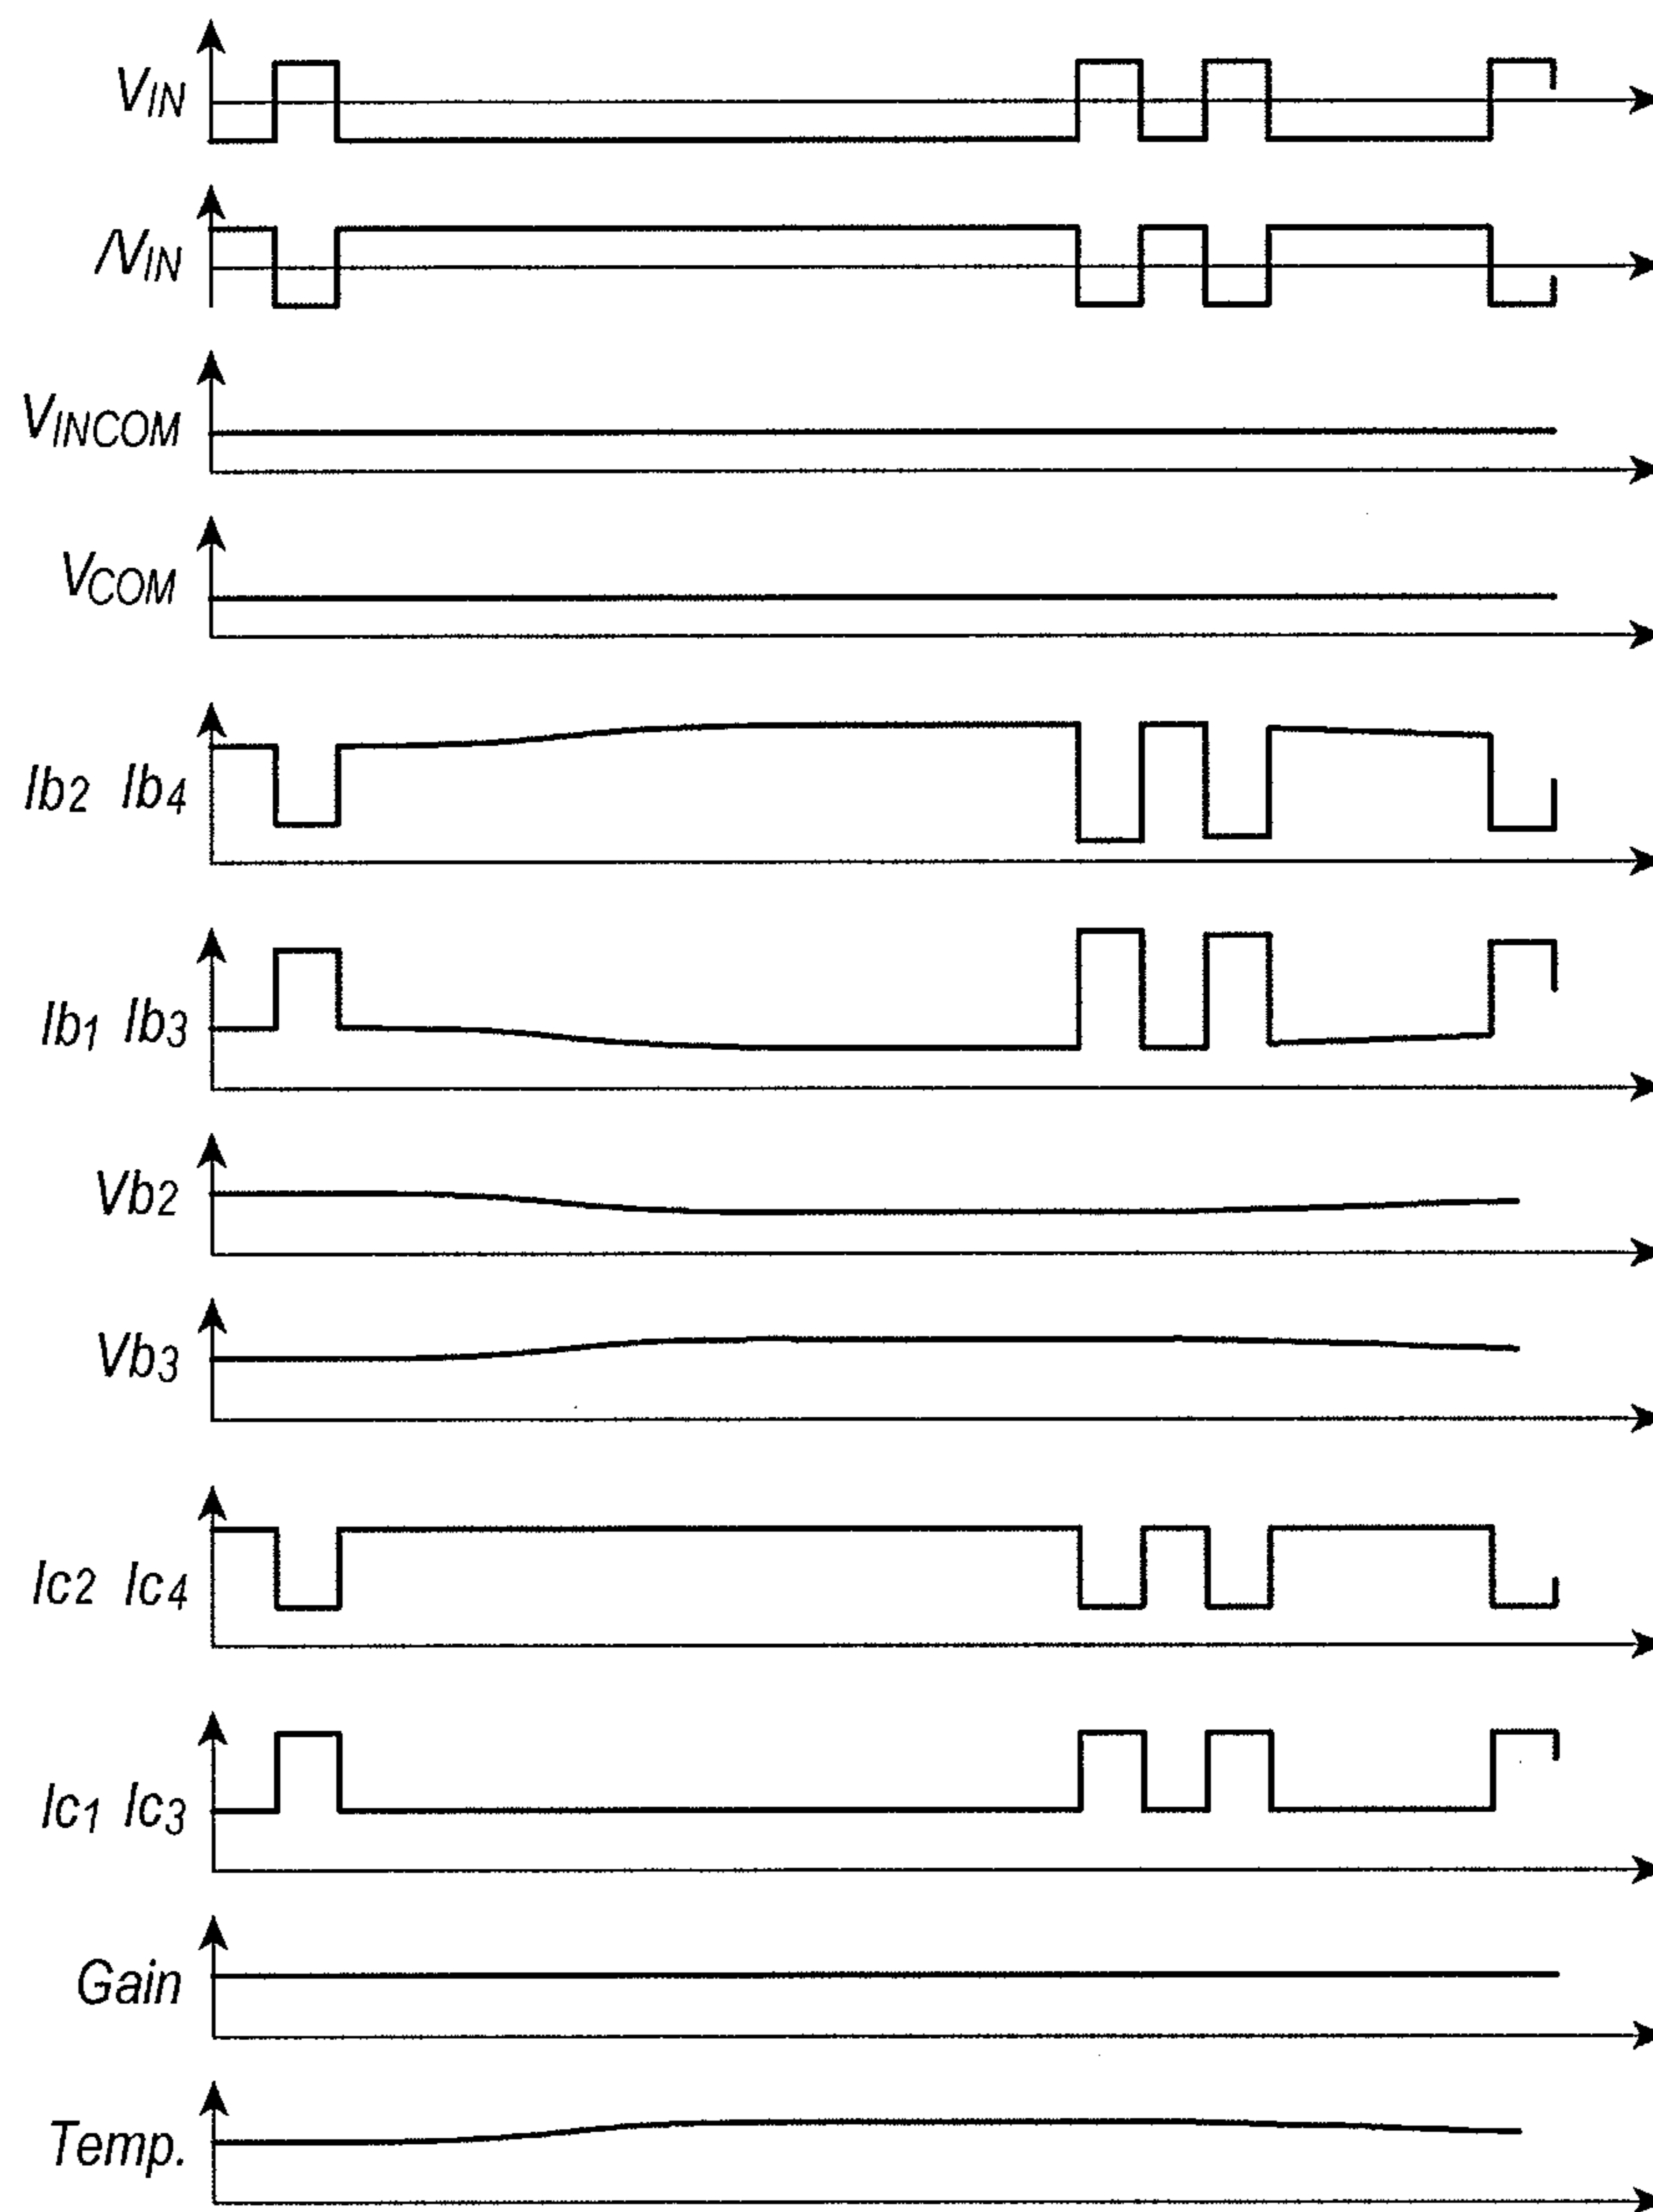 VIN
/VIN
VINCOM
VCOM
Ib2 Ib4
Ib1 Ib3
Vb2
Vb3
Ic2 Ic4
Ic1 Ic3
Gain
Temp.